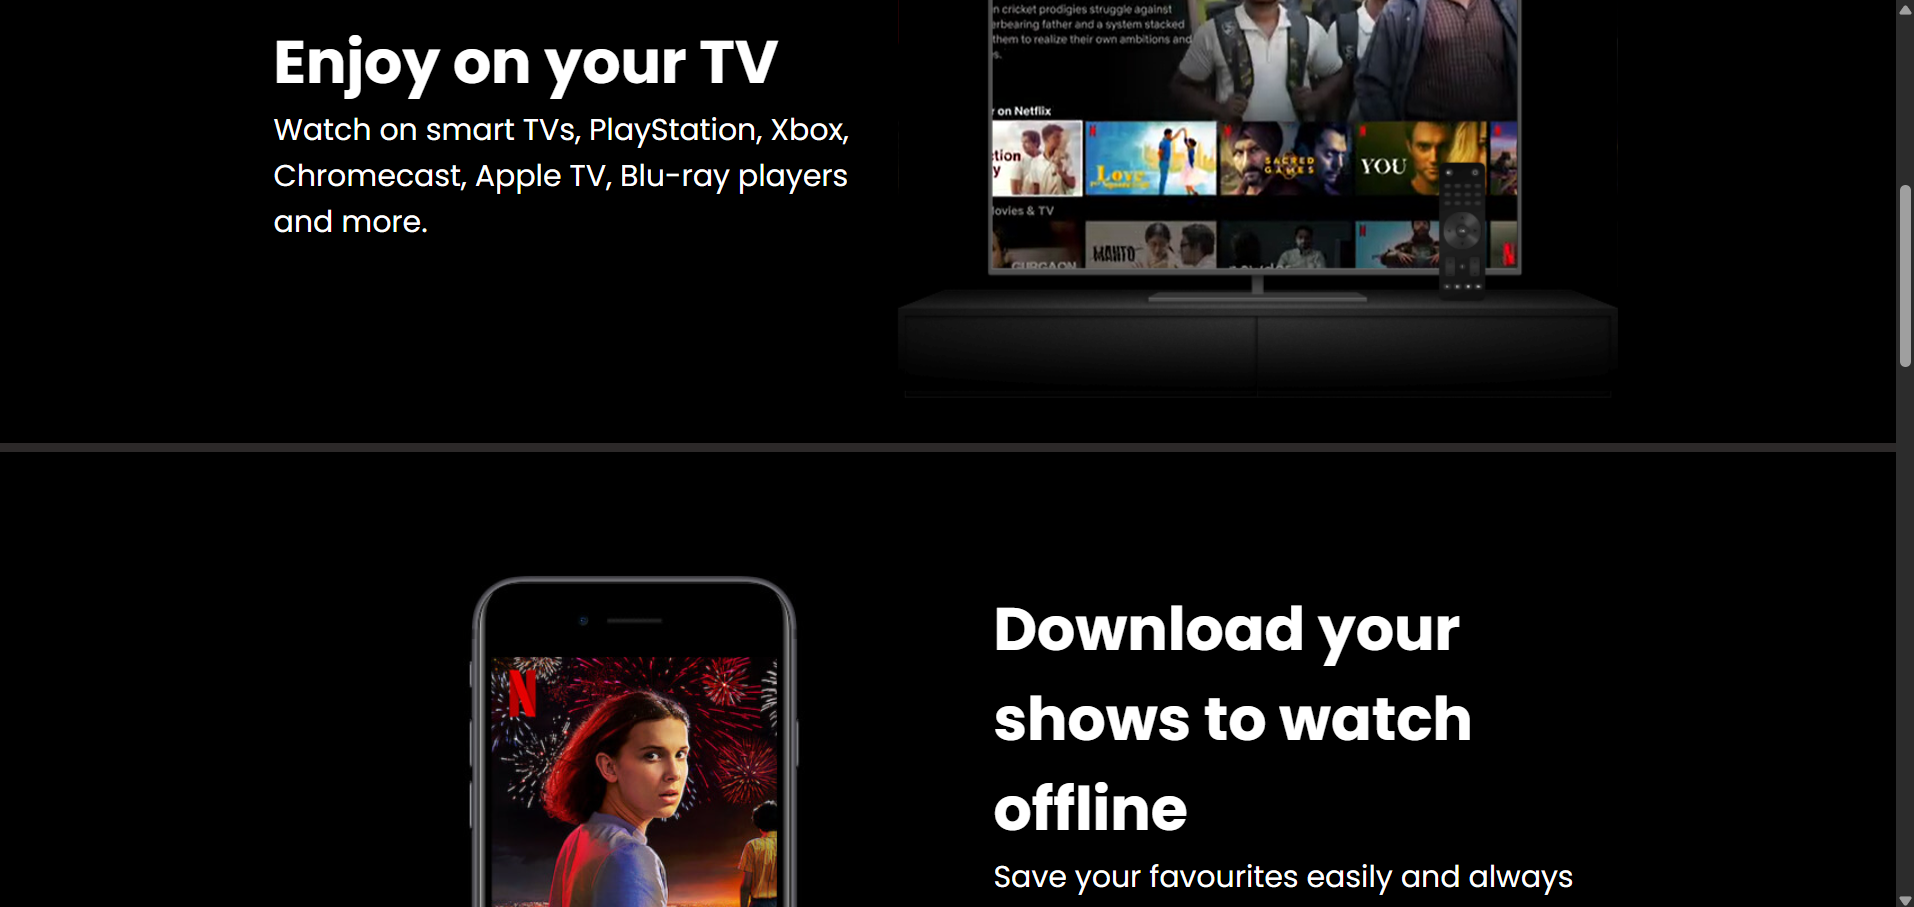 Enjoy on your TV
Watch on smart TVs, PlayStation, Xbox,
Chromecast, Apple TV, Blu-ray players
and more.
n cricket prodigies struggle against
erbearing father and a system stacked
them to realize their own ambitions and
s.
on Netflix
tion
y
Love
SACRED
GAMES
YOU
ovies & TV
GURGAON
MANTO
N
Download your
shows to watch
offline
Save your favourites easily and always